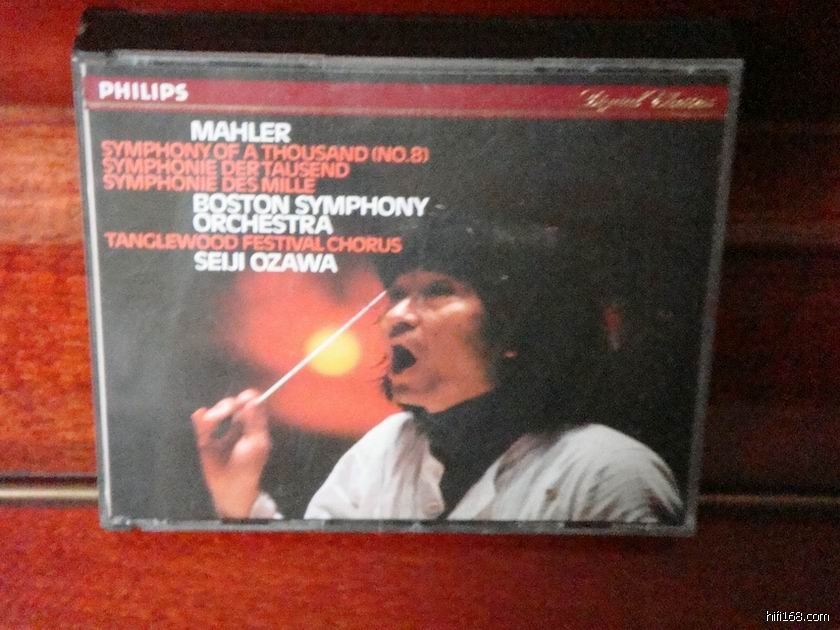 PHILIPS
Digital Classics
MAHLER
SYMPHONY OF A THOUSAND (NO.8)
SYMPHONIE DER TAUSEND
SYMPHONIE DES MILLE
BOSTON SYMPHONY
ORCHESTRA
TANGLEWOOD FESTIVAL CHORUS
SEIJI OZAWA
hifi168.com